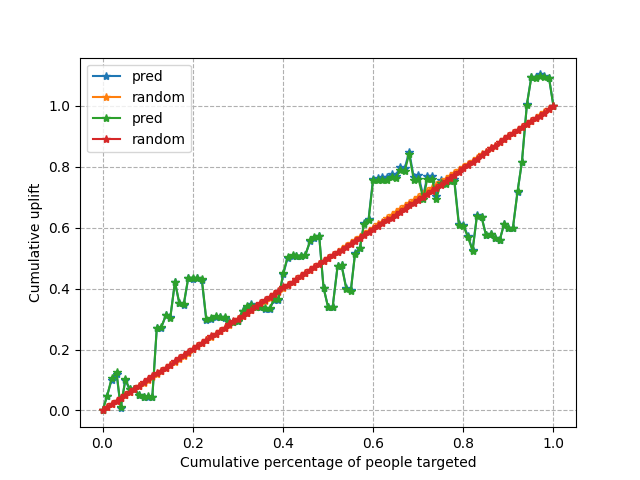 pred
random
pred
random
1.0
0.8
0.6
0.4
0.2
0.0
Cumulative uplift
0.0 0.2 0.4 0.6 0.8 1.0
Cumulative percentage of people targeted